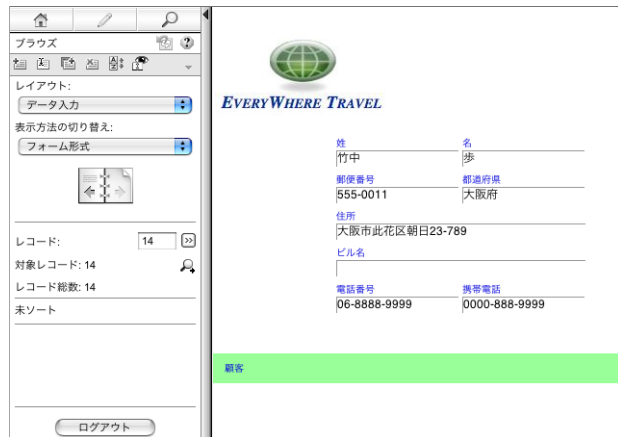 ブラウズ
レイアウト:
データ入力
表示方法の切り替え:
フォーム形式
レコード: 14
対象レコード: 14
レコード総数: 14
未ソート
ログアウト
EVERYWHERE TRAVEL
姓 名
竹中 歩
郵便番号 都道府県
555-0011 大阪府
住所
大阪市此花区朝日23-789
ビル名
電話番号 携帯電話
06-8888-9999 0000-888-9999
顧客